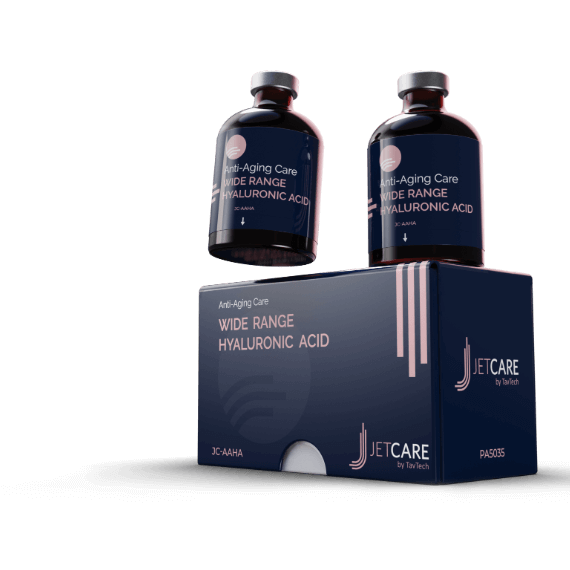 Anti-Aging Care
WIDE RANGE
HYALURONIC ACID
JC-AAHA
Anti-Aging Care
WIDE RANGE
HYALURONIC ACID
JC-AAHA
Anti-Aging Care
WIDE RANGE
HYALURONIC ACID
JC-AAHA
JETCARE
by TavTech
JETCARE
by TavTech
PA5035